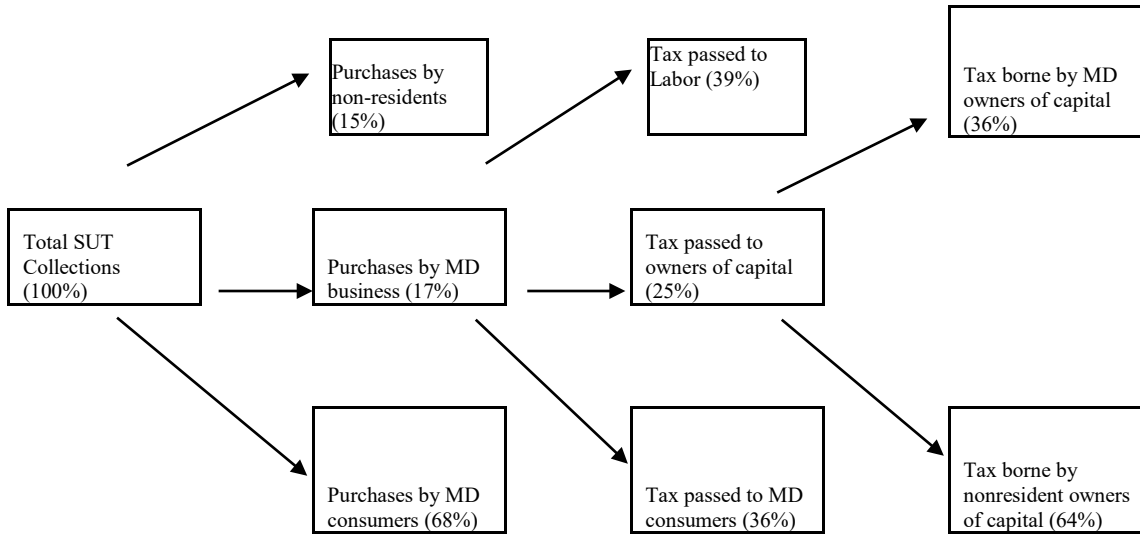 Total SUT
Collections
(100%)
Purchases by
non-residents
(15%)
Purchases by MD
business (17%)
Purchases by MD
consumers (68%)
Tax passed to
Labor (39%)
Tax passed to
owners of capital
(25%)
Tax passed to MD
consumers (36%)
Tax borne by MD
owners of capital
(36%)
Tax borne by
nonresident owners
of capital (64%)